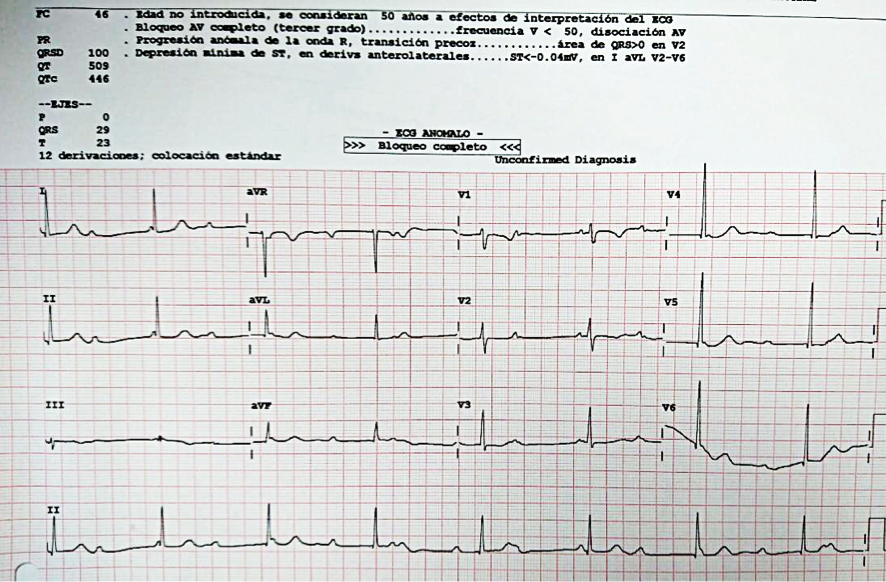 FC 46 . Edad no introducida, se consideran 50 años a efectos de interpretación del ECG
. Bloqueo AV completo (tercer grado).............frecuencia V < 50, disociación AV
PR . Progresión anómala de la onda R, transición precoz............área de QRS>0 en V2
QRSD 100 . Depresión mínima de ST, en derivs anterolaterales......ST<-0.04mV, en I aVL V2-V6
QT 509
QTc 446
--EJES--
P 0
QRS 29
T 23
- ECG ANOMALO -
>>> Bloqueo completo <<<
12 derivaciones; colocación estándar
Unconfirmed Diagnosis
I aVR V1 V4
II aVL V2 V5
III aVF V3 V6
II